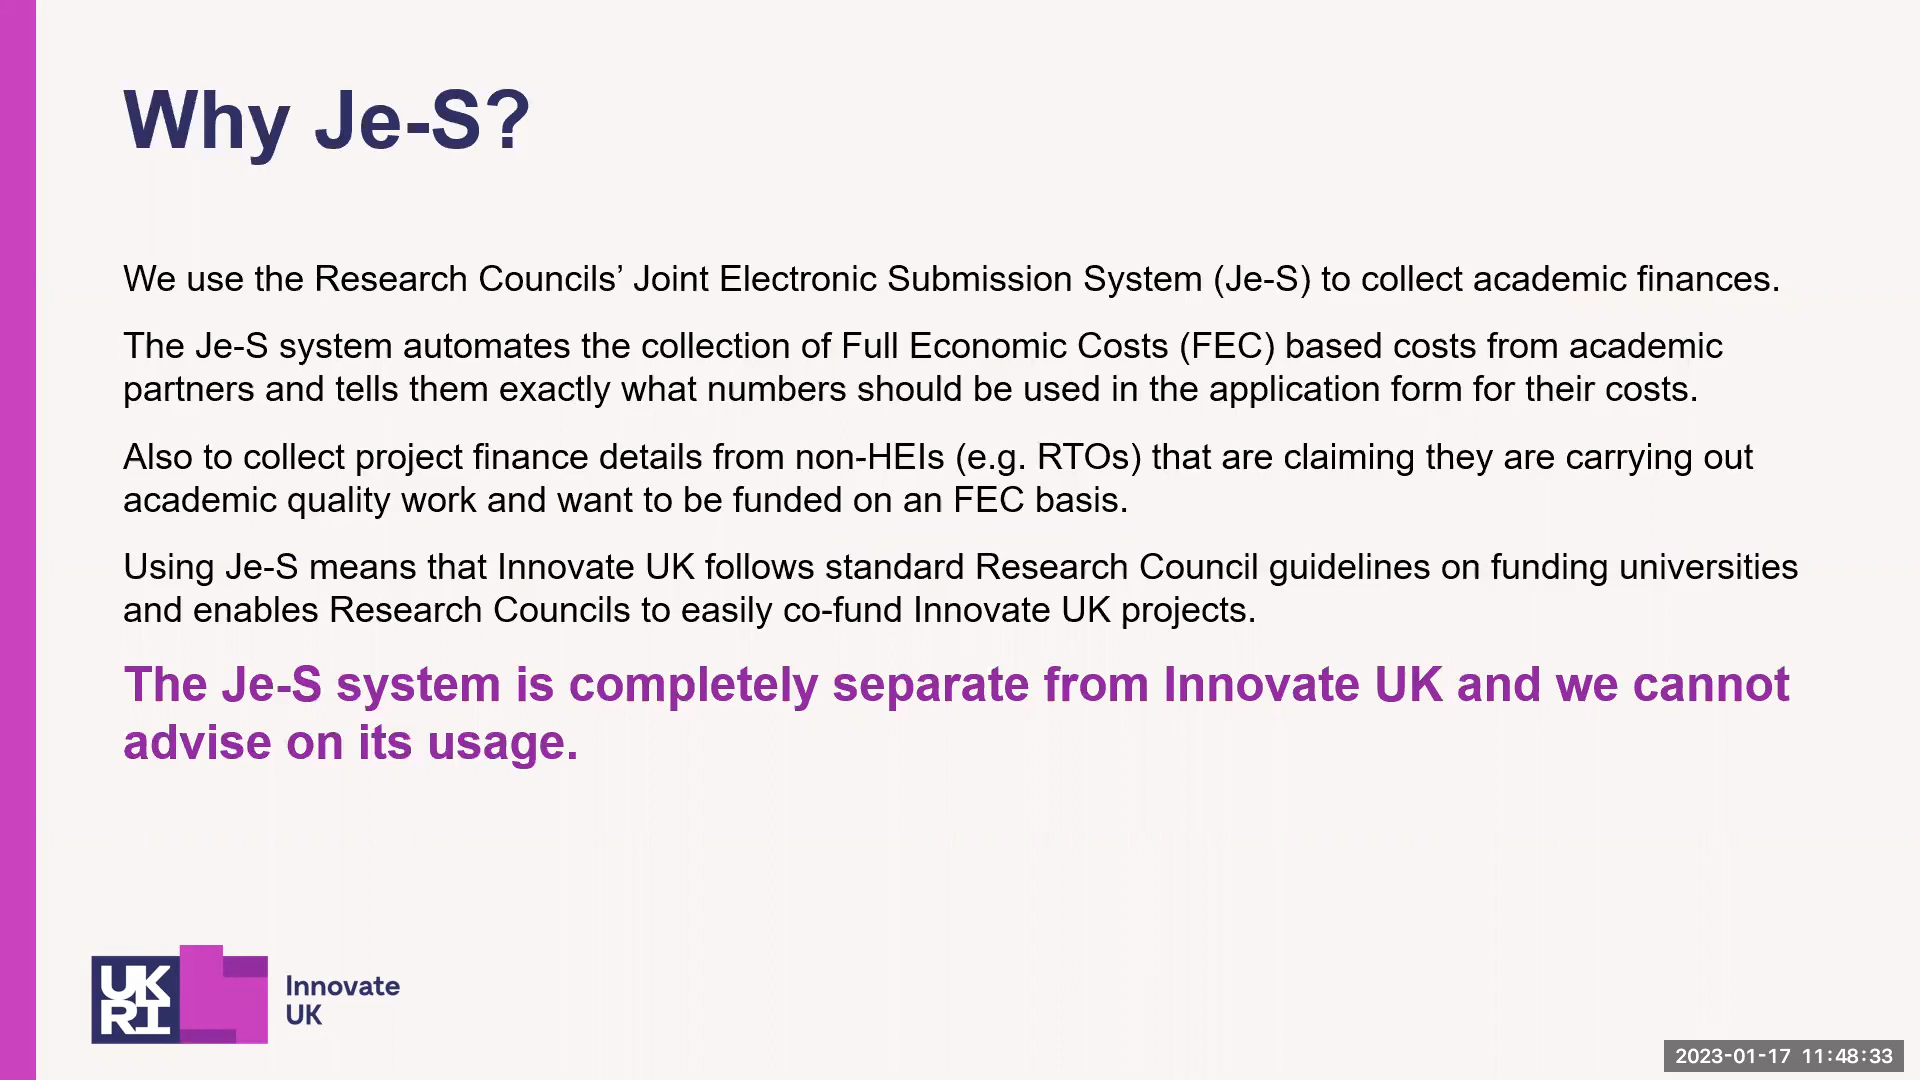 Why Je-S?
We use the Research Councils’ Joint Electronic Submission System (Je-S) to collect academic finances.
The Je-S system automates the collection of Full Economic Costs (FEC) based costs from academic
partners and tells them exactly what numbers should be used in the application form for their costs.
Also to collect project finance details from non-HEIs (e.g. RTOs) that are claiming they are carrying out
academic quality work and want to be funded on an FEC basis.
Using Je-S means that Innovate UK follows standard Research Council guidelines on funding universities
and enables Research Councils to easily co-fund Innovate UK projects.
The Je-S system is completely separate from Innovate UK and we cannot
advise on its usage.
UK
RI
Innovate
UK
2023-01-17 11:48:33